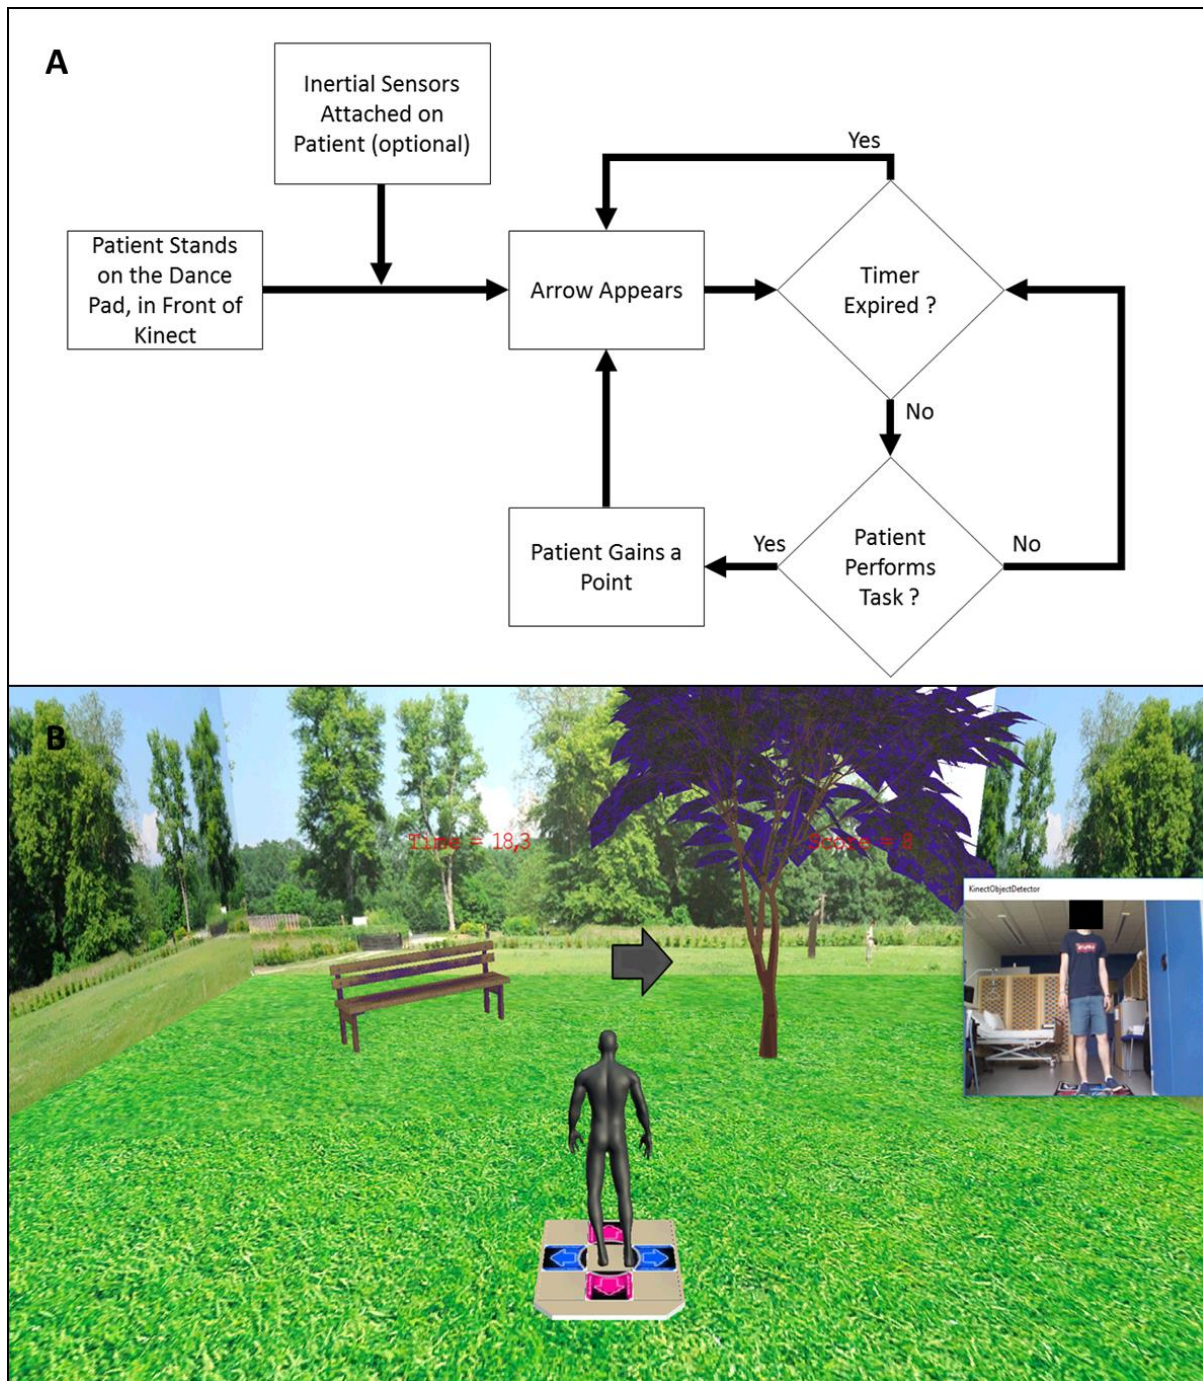 A
Inertial Sensors
Attached on
Patient (optional)
Yes
Patient Stands
on the Dance
Pad, in Front of
Kinect
Arrow Appears
Timer
Expired ?
No
Patient Gains a
Point
Yes
Patient
Performs
Task ?
No
B
Time = 18,3
Score = 8
KinectObjectDetector